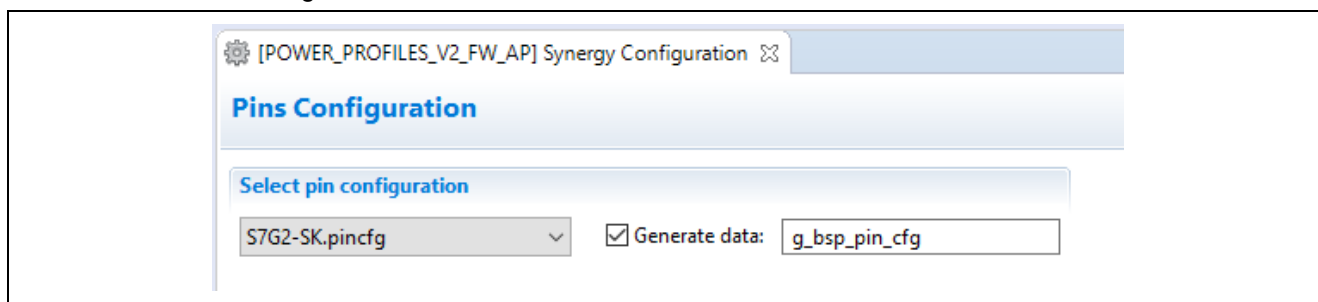 [POWER_PROFILES_V2_FW_AP] Synergy Configuration
Pins Configuration
Select pin configuration
S7G2-SK.pincfg Generate data: g_bsp_pin_cfg